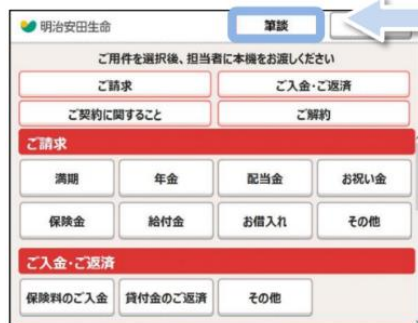 明治安田生命
筆談
ご用件を選択後、担当者に本機をお渡しください
ご請求 ご入金・ご返済
ご契約に関すること ご解約
ご請求
満期 年金 配当金 お祝い金
保険金 給付金 お借入れ その他
ご入金・ご返済
保険料のご入金 貸付金のご返済 その他